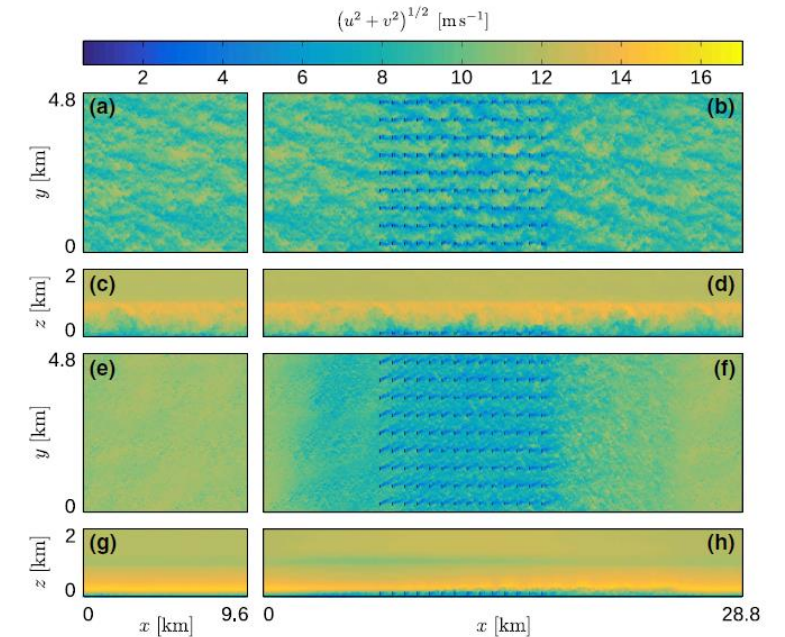 (u² + v²)^{1/2} [m s⁻¹]
2 4 6 8 10 12 14 16
4.8 (a) (b)
y [km]
0
2 (c) (d)
z [km]
0
4.8 (e) (f)
y [km]
0
2 (g) (h)
z [km]
0
0 9.6 0 28.8
x [km] x [km]